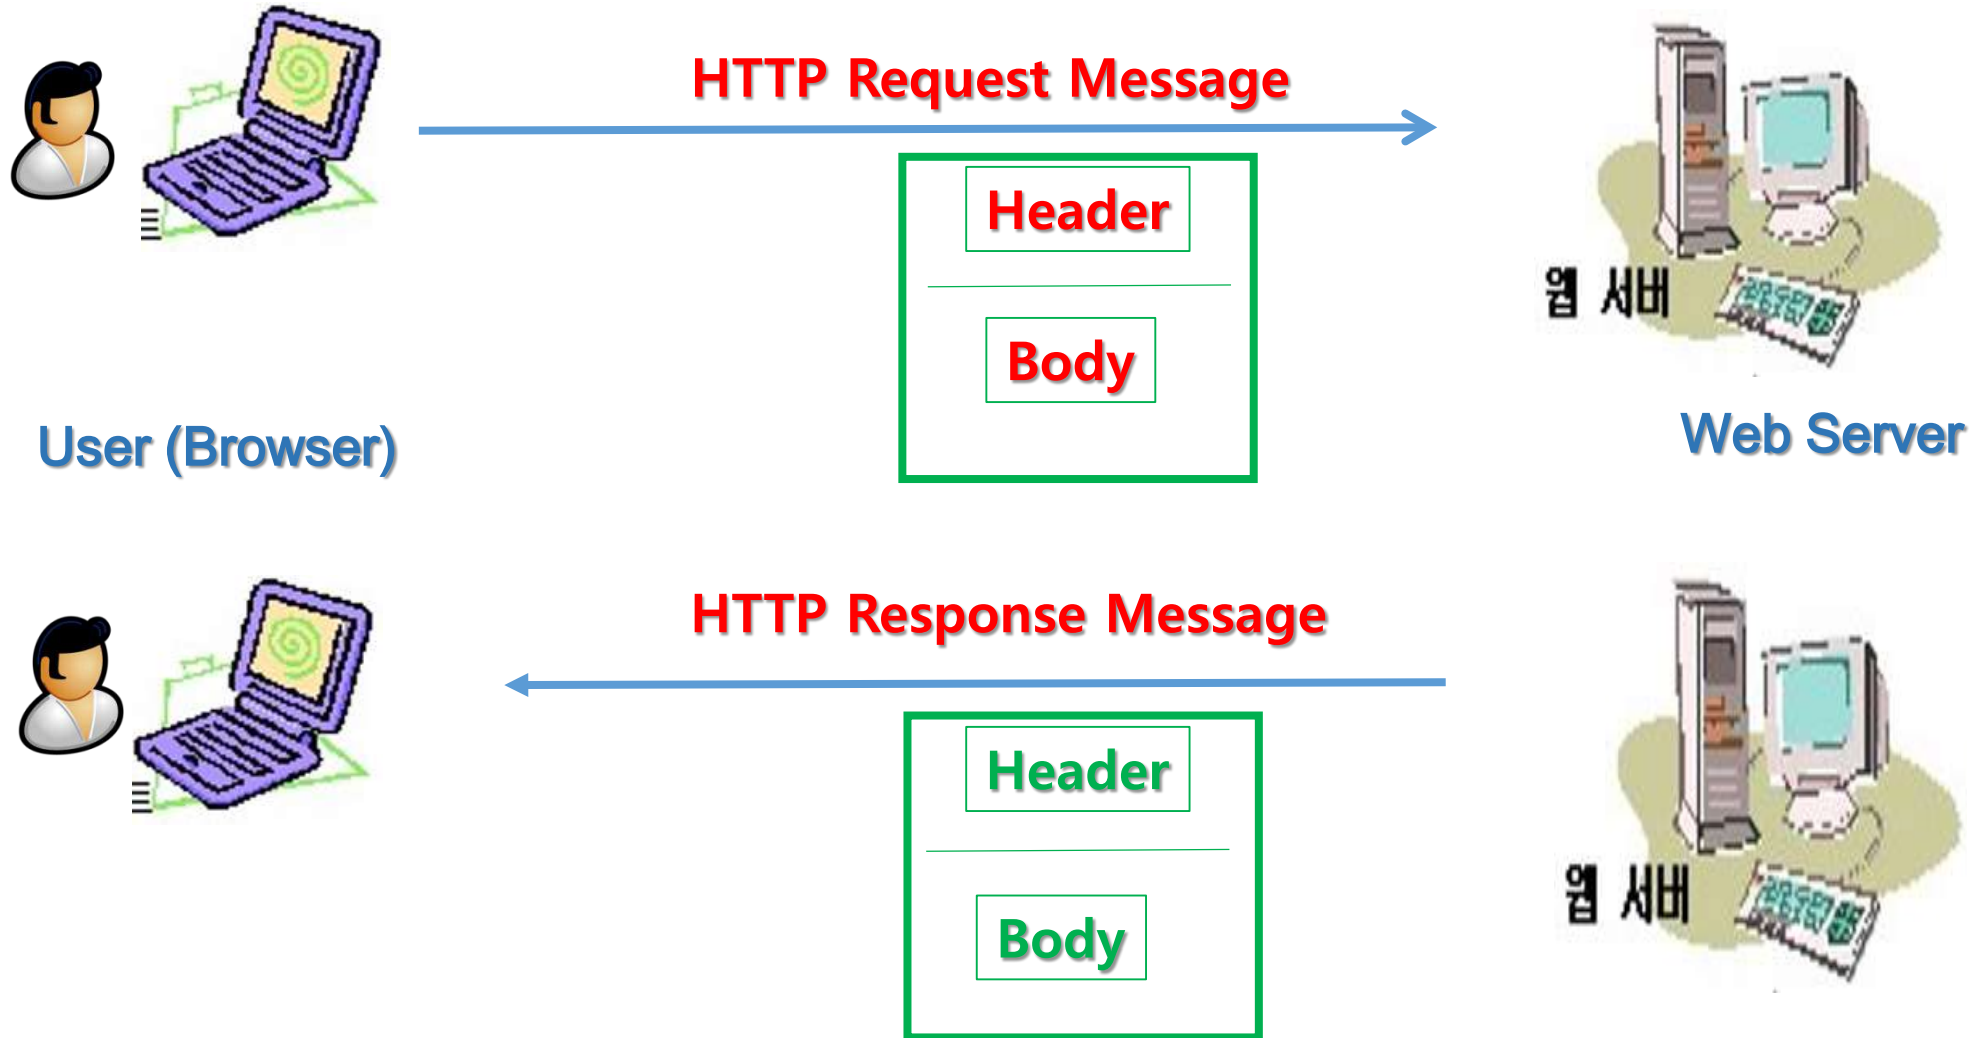 HTTP Request Message
Header
Body
웹 서버
User (Browser)
Web Server
HTTP Response Message
Header
Body
웹 서버